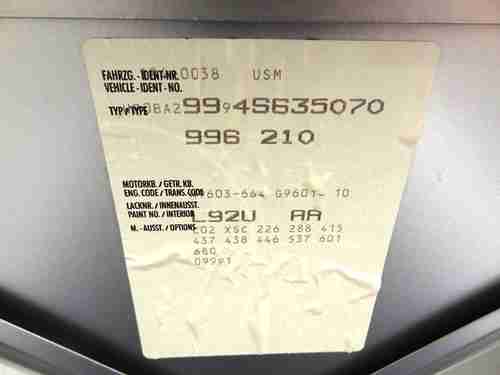 0038 USM
FAHRZG.-IDENT-NR.
VEHICLE-IDENT-NO.
TYP/TYPE 99 4S635070
996 210
MOTORKB./GETR.KB.
ENG.CODE/TRANS.CODE 603-664 G9601- 10
LACKNR./INNENAUSST.
PAINT NO./INTERIOR L92U AA
M.-AUSST./OPTIONS X02 XSC 226 288 415
437 438 446 537 601
680
09991